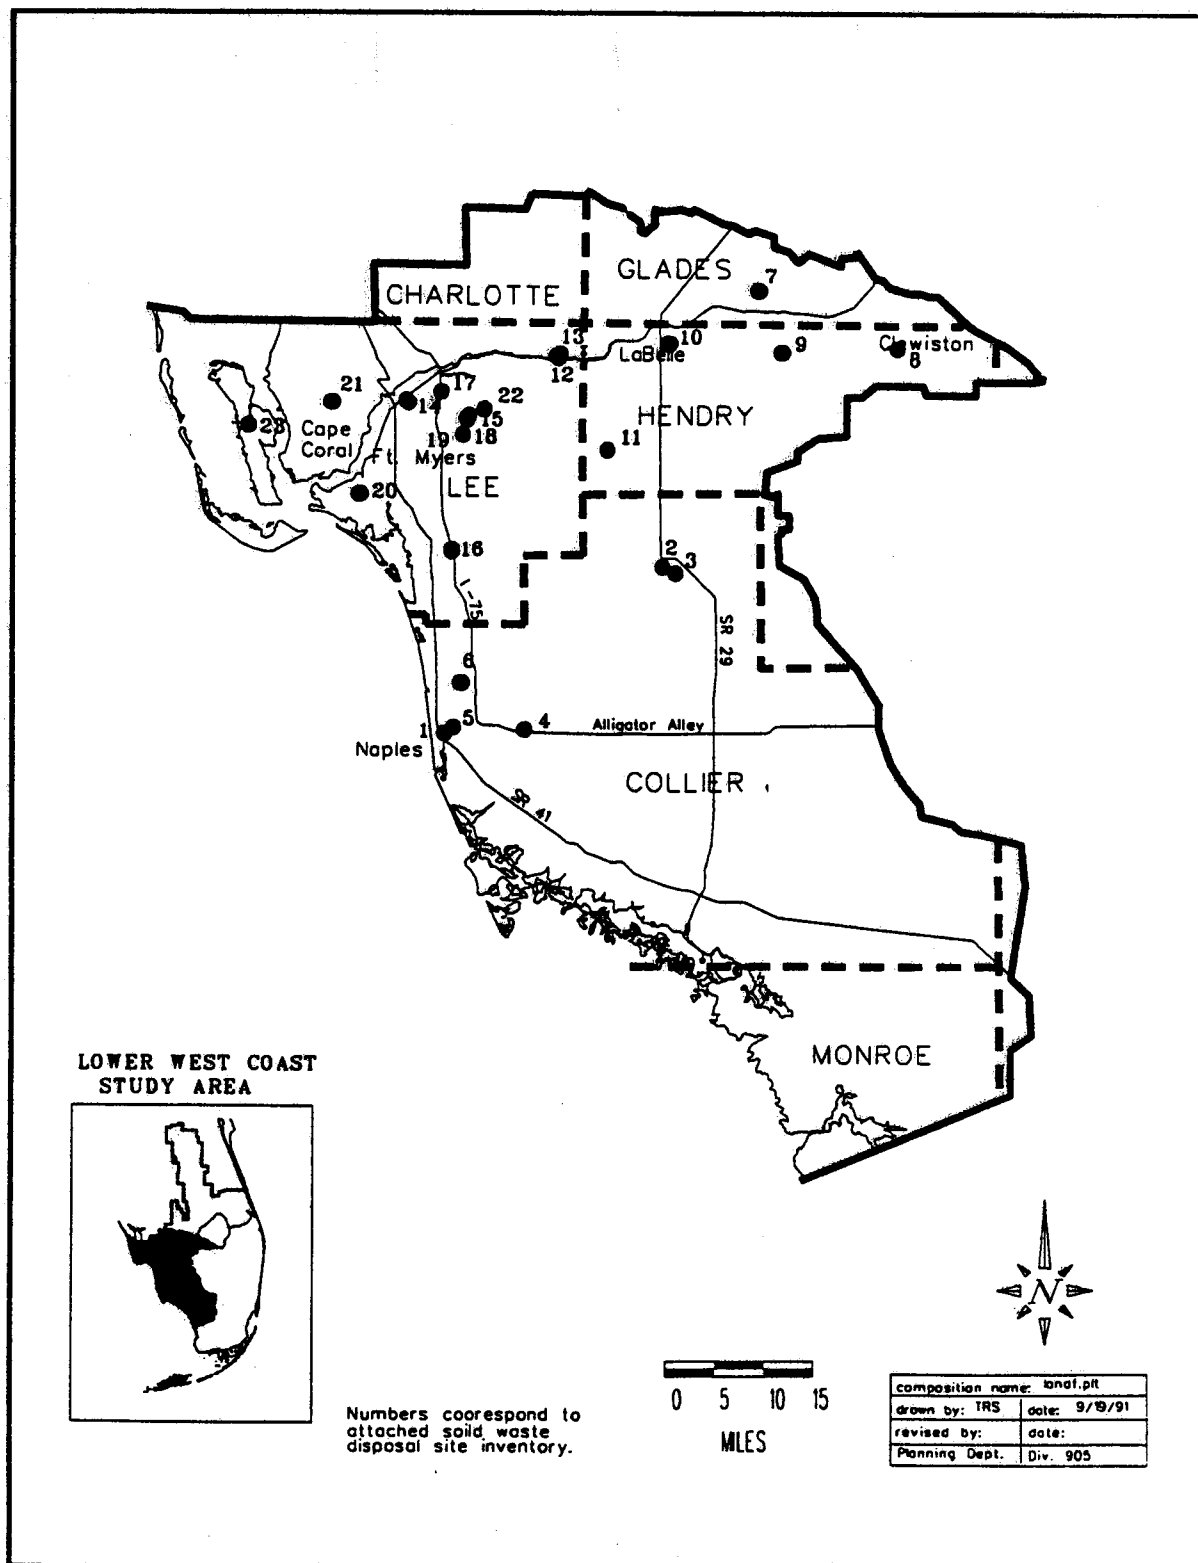 GLADES
7
CHARLOTTE
13
10
9
Clewiston
LaBelle
12
8
21
17
22
14
15
HENDRY
23
Cape
Coral
19
18
11
Ft. Myers
LEE
20
16
2
3
I-75
SR 29
6
5
4
1
Alligator Alley
Naples
COLLIER
SR 41
MONROE
LOWER WEST COAST
STUDY AREA
N
0 5 10 15
MILES
Numbers coorespond to
attached soild waste
disposal site inventory.
composition name: landf.plt
drawn by: TRS date: 9/19/91
revised by: date:
Planning Dept. Div. 905